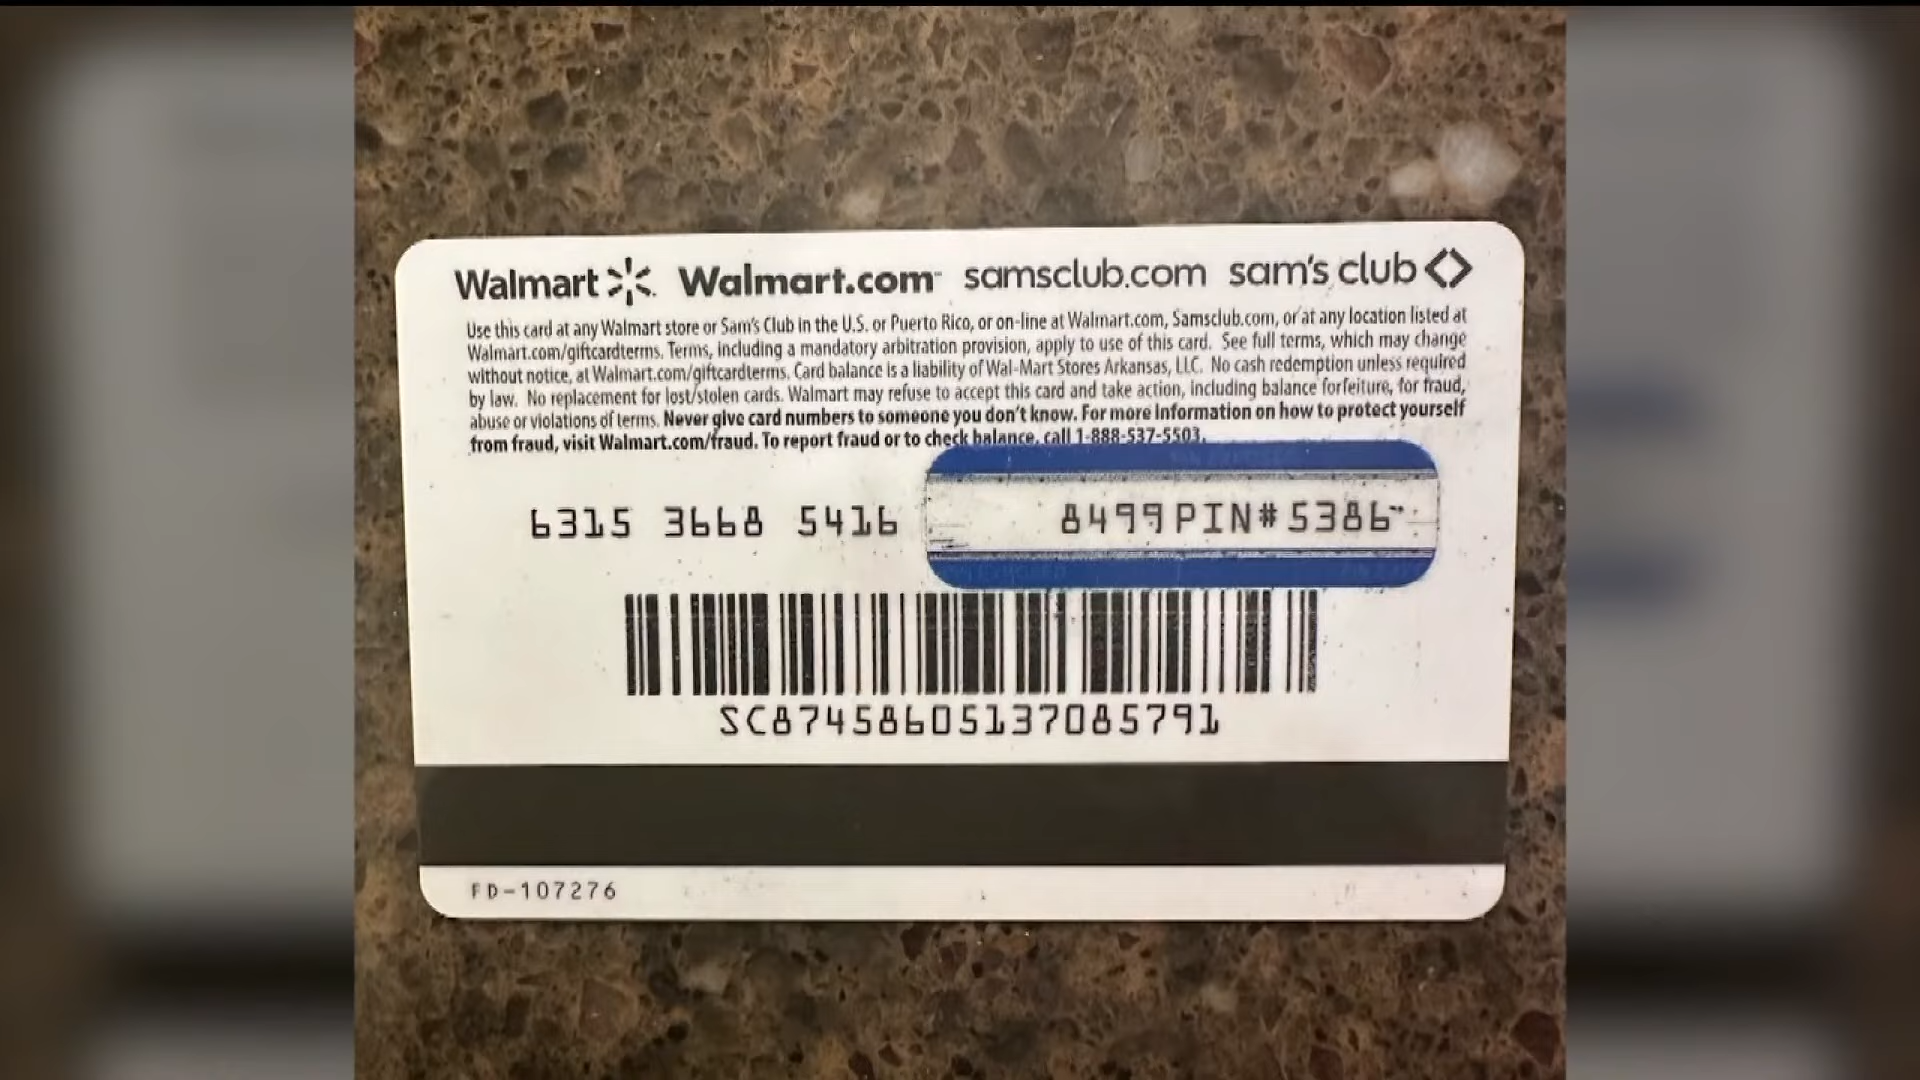 Walmart Walmart.com™ samsclub.com sam's club
Use this card at any Walmart store or Sam's Club in the U.S. or Puerto Rico, or on-line at Walmart.com, Samsclub.com, or at any location listed at
Walmart.com/giftcardterms. Terms, including a mandatory arbitration provision, apply to use of this card. See full terms, which may change
without notice, at Walmart.com/giftcardterms. Card balance is a liability of Wal-Mart Stores Arkansas, LLC. No cash redemption unless required
by law. No replacement for lost/stolen cards. Walmart may refuse to accept this card and take action, including balance forfeiture, for fraud,
abuse or violations of terms. Never give card numbers to someone you don't know. For more information on how to protect yourself
from fraud, visit Walmart.com/fraud. To report fraud or to check balance, call 1-888-537-5503.
6315 3668 5416 8499 PIN# 5386
SC87458605137085791
FD-107276